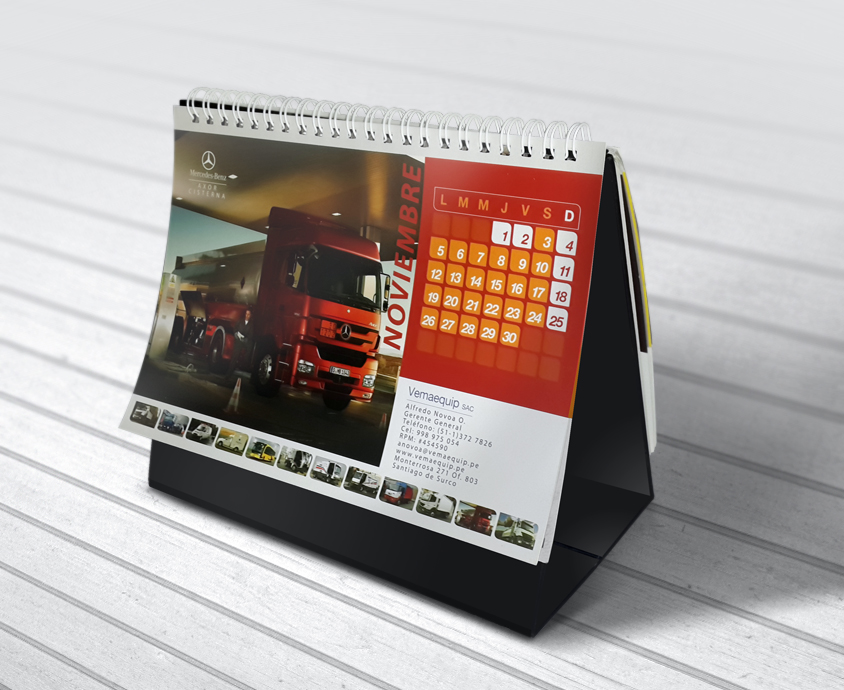 Mercedes-Benz
AXOR
CISTERNA
NOVIEMBRE
L M M J V S D
1 2 3 4
5 6 7 8 9 10 11
12 13 14 15 16 17 18
19 20 21 22 23 24 25
26 27 28 29 30
Vemaequip SAC
Alfredo Novoa O.
Gerente General
Teléfono: (51-1)372 7826
Cel: 998 975 054
RPM: #454590
anovoa@vemaequip.pe
www.vemaequip.pe
Monterrosa 271 Of. 803
Santiago de Surco